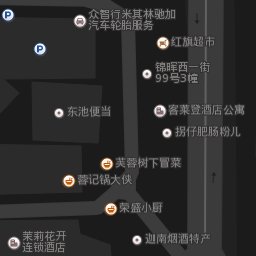 众智行米其林驰加
汽车轮胎服务
红旗超市
锦晖西一街
99号3幢
客莱登酒店公寓
东池便当
拐仔肥肠粉儿
芙蓉树下冒菜
蓉记锅大侠
荣盛小厨
茉莉花开
连锁酒店
迦南烟酒特产